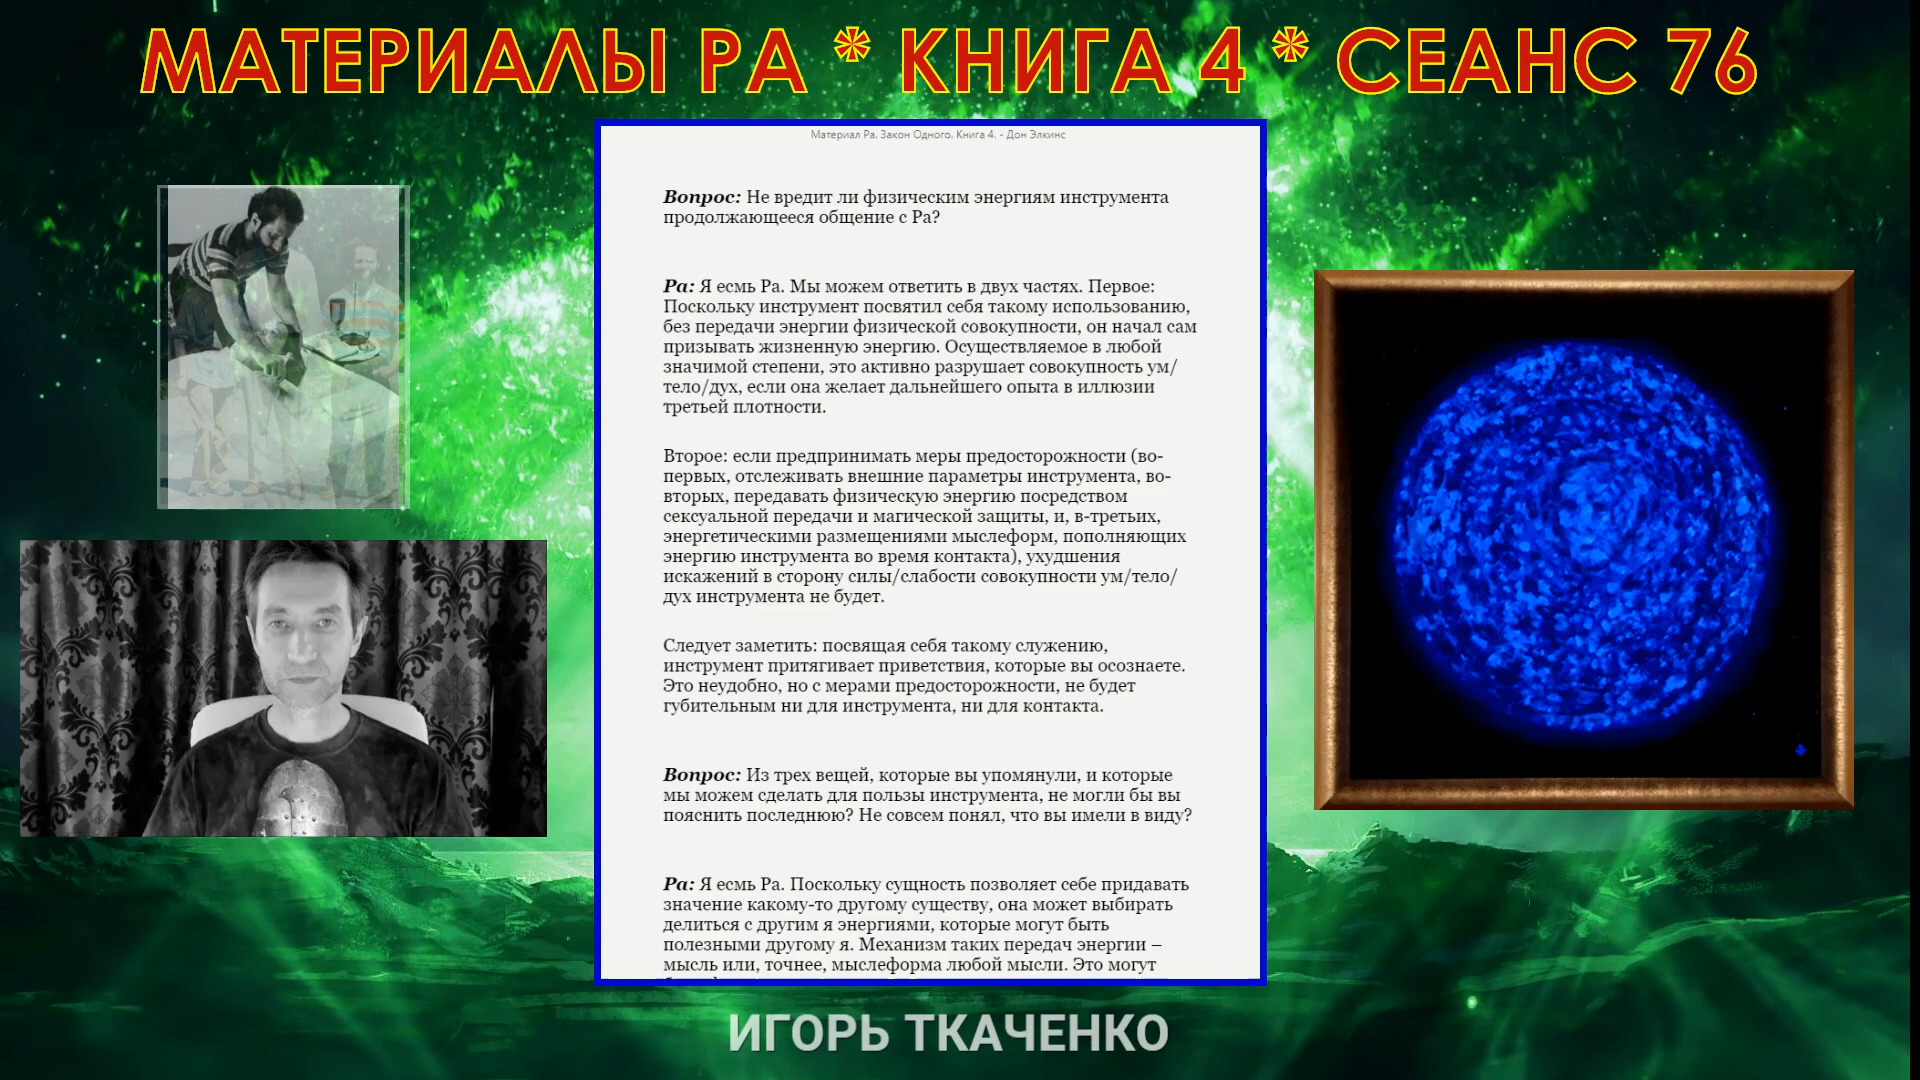 МАТЕРИАЛЫ РА * КНИГА 4 * СЕАНС 76
Материал Ра. Закон Одного. Книга 4. - Дон Элкинс
Вопрос: Не вредит ли физическим энергиям инструмента
продолжающееся общение с Ра?
Ра: Я есмь Ра. Мы можем ответить в двух частях. Первое:
Поскольку инструмент посвятил себя такому использованию,
без передачи энергии физической совокупности, он начал сам
призывать жизненную энергию. Осуществляемое в любой
значимой степени, это активно разрушает совокупность ум/
тело/дух, если она желает дальнейшего опыта в иллюзии
третьей плотности.
Второе: если предпринимать меры предосторожности (во-
первых, отслеживать внешние параметры инструмента, во-
вторых, передавать физическую энергию посредством
сексуальной передачи и магической защиты, и, в-третьих,
энергетическими размещениями мыслеформ, пополняющих
энергию инструмента во время контакта), ухудшения
искажений в сторону силы/слабости совокупности ум/тело/
дух инструмента не будет.
Следует заметить: посвящая себя такому служению,
инструмент притягивает приветствия, которые вы осознаете.
Это неудобно, но с мерами предосторожности, не будет
губительным ни для инструмента, ни для контакта.
Вопрос: Из трех вещей, которые вы упомянули, и которые
мы можем сделать для пользы инструмента, не могли бы вы
пояснить последнюю? Не совсем понял, что вы имели в виду?
Ра: Я есмь Ра. Поскольку сущность позволяет себе придавать
значение какому-то другому существу, она может выбирать
делиться с другим я энергиями, которые могут быть
полезными другому я. Механизм таких передач энергии –
мысль или, точнее, мыслеформа любой мысли. Это могут
ИГОРЬ ТКАЧЕНКО